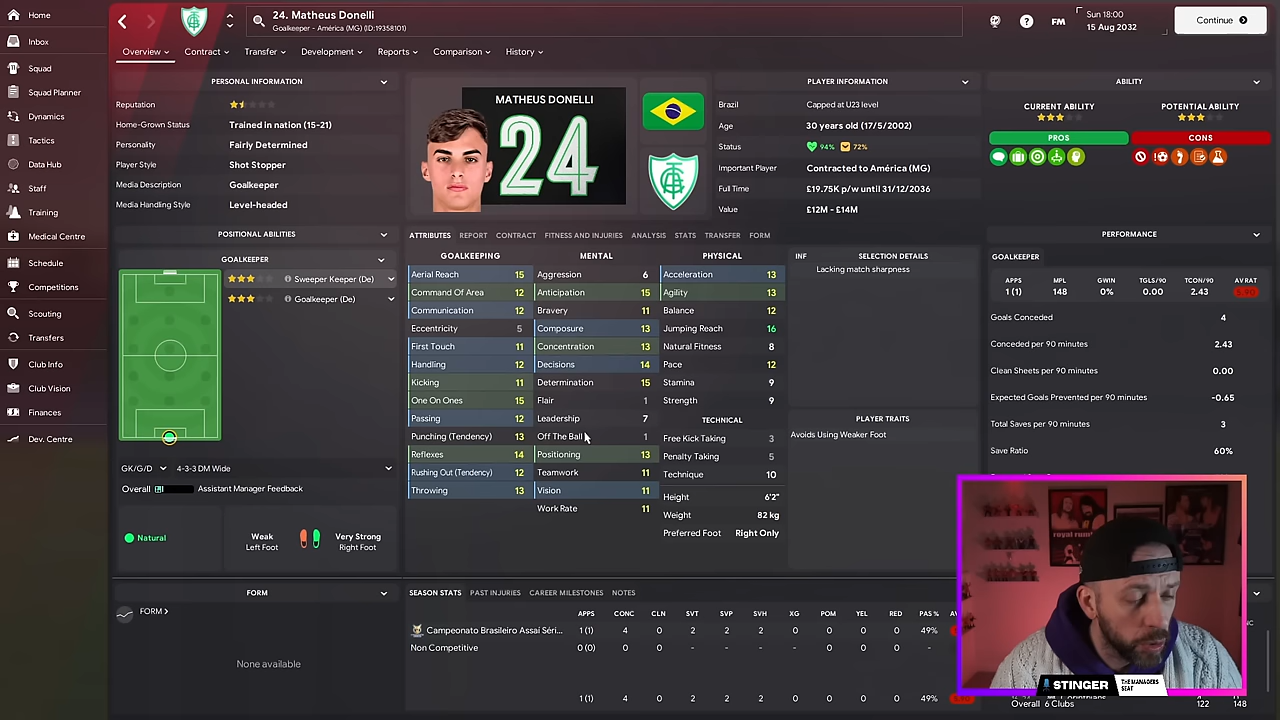 Home
Inbox
Squad
Squad Planner
Dynamics
Tactics
Data Hub
Staff
Training
Medical Centre
Schedule
Competitions
Scouting
Transfers
Club Info
Club Vision
Finances
Dev. Centre
24. Matheus Donelli
Goalkeeper - América (MG) (ID:19358101)
FM
Sun 18:00
15 Aug 2032
Continue
Overview Contract Transfer Development Reports Comparison History
PERSONAL INFORMATION
Reputation
Home-Grown Status Trained in nation (15-21)
Personality Fairly Determined
Player Style Shot Stopper
Media Description Goalkeeper
Media Handling Style Level-headed
MATHEUS DONELLI
24
PLAYER INFORMATION
Brazil Capped at U23 level
Age 30 years old (17/5/2002)
Status 94% 72%
Important Player Contracted to América (MG)
Full Time £19.75K p/w until 31/12/2036
Value £12M - £14M
ABILITY
CURRENT ABILITY POTENTIAL ABILITY
PROS CONS
POSITIONAL ABILITIES
GOALKEEPER
Sweeper Keeper (De)
Goalkeeper (De)
GK/G/D 4-3-3 DM Wide
Overall Assistant Manager Feedback
Natural
Weak
Left Foot
Very Strong
Right Foot
ATTRIBUTES REPORT CONTRACT FITNESS AND INJURIES ANALYSIS STATS TRANSFER FORM
GOALKEEPING
Aerial Reach 15
Command Of Area 12
Communication 12
Eccentricity 5
First Touch 11
Handling 12
Kicking 11
One On Ones 15
Passing 12
Punching (Tendency) 13
Reflexes 14
Rushing Out (Tendency) 12
Throwing 13
MENTAL
Aggression 6
Anticipation 15
Bravery 11
Composure 13
Concentration 13
Decisions 14
Determination 15
Flair 1
Leadership 7
Off The Ball 1
Positioning 13
Teamwork 11
Vision 11
Work Rate 11
PHYSICAL
Acceleration 13
Agility 13
Balance 12
Jumping Reach 16
Natural Fitness 8
Pace 12
Stamina 9
Strength 9
TECHNICAL
Free Kick Taking 3
Penalty Taking 5
Technique 10
Height 6'2"
Weight 82 kg
Preferred Foot Right Only
INF SELECTION DETAILS
Lacking match sharpness
PLAYER TRAITS
Avoids Using Weaker Foot
PERFORMANCE
GOALKEEPER
APPS MPL GWIN TGLS/90 TCON/90 AV RAT
1 (1) 148 0% 0.00 2.43
Goals Conceded 4
Conceded per 90 minutes 2.43
Clean Sheets per 90 minutes 0.00
Expected Goals Prevented per 90 minutes -0.65
Total Saves per 90 minutes 3
Save Ratio 60%
FORM
FORM >
None available
SEASON STATS PAST INJURIES CAREER MILESTONES NOTES
APPS CONC CLN SVT SVP SVH XG POM YEL RED PAS %
Campeonato Brasileiro Assaí Séri... 1 (1) 4 0 2 2 2 0 0 0 0 49%
Non Competitive 0 (0) 0 0 - - - 0 0 0 0 -
1 (1) 4 0 2 2 2 0 0 0 0 49%
STINGER THE MANAGERS SEAT
Overall 6 Clubs 122 148